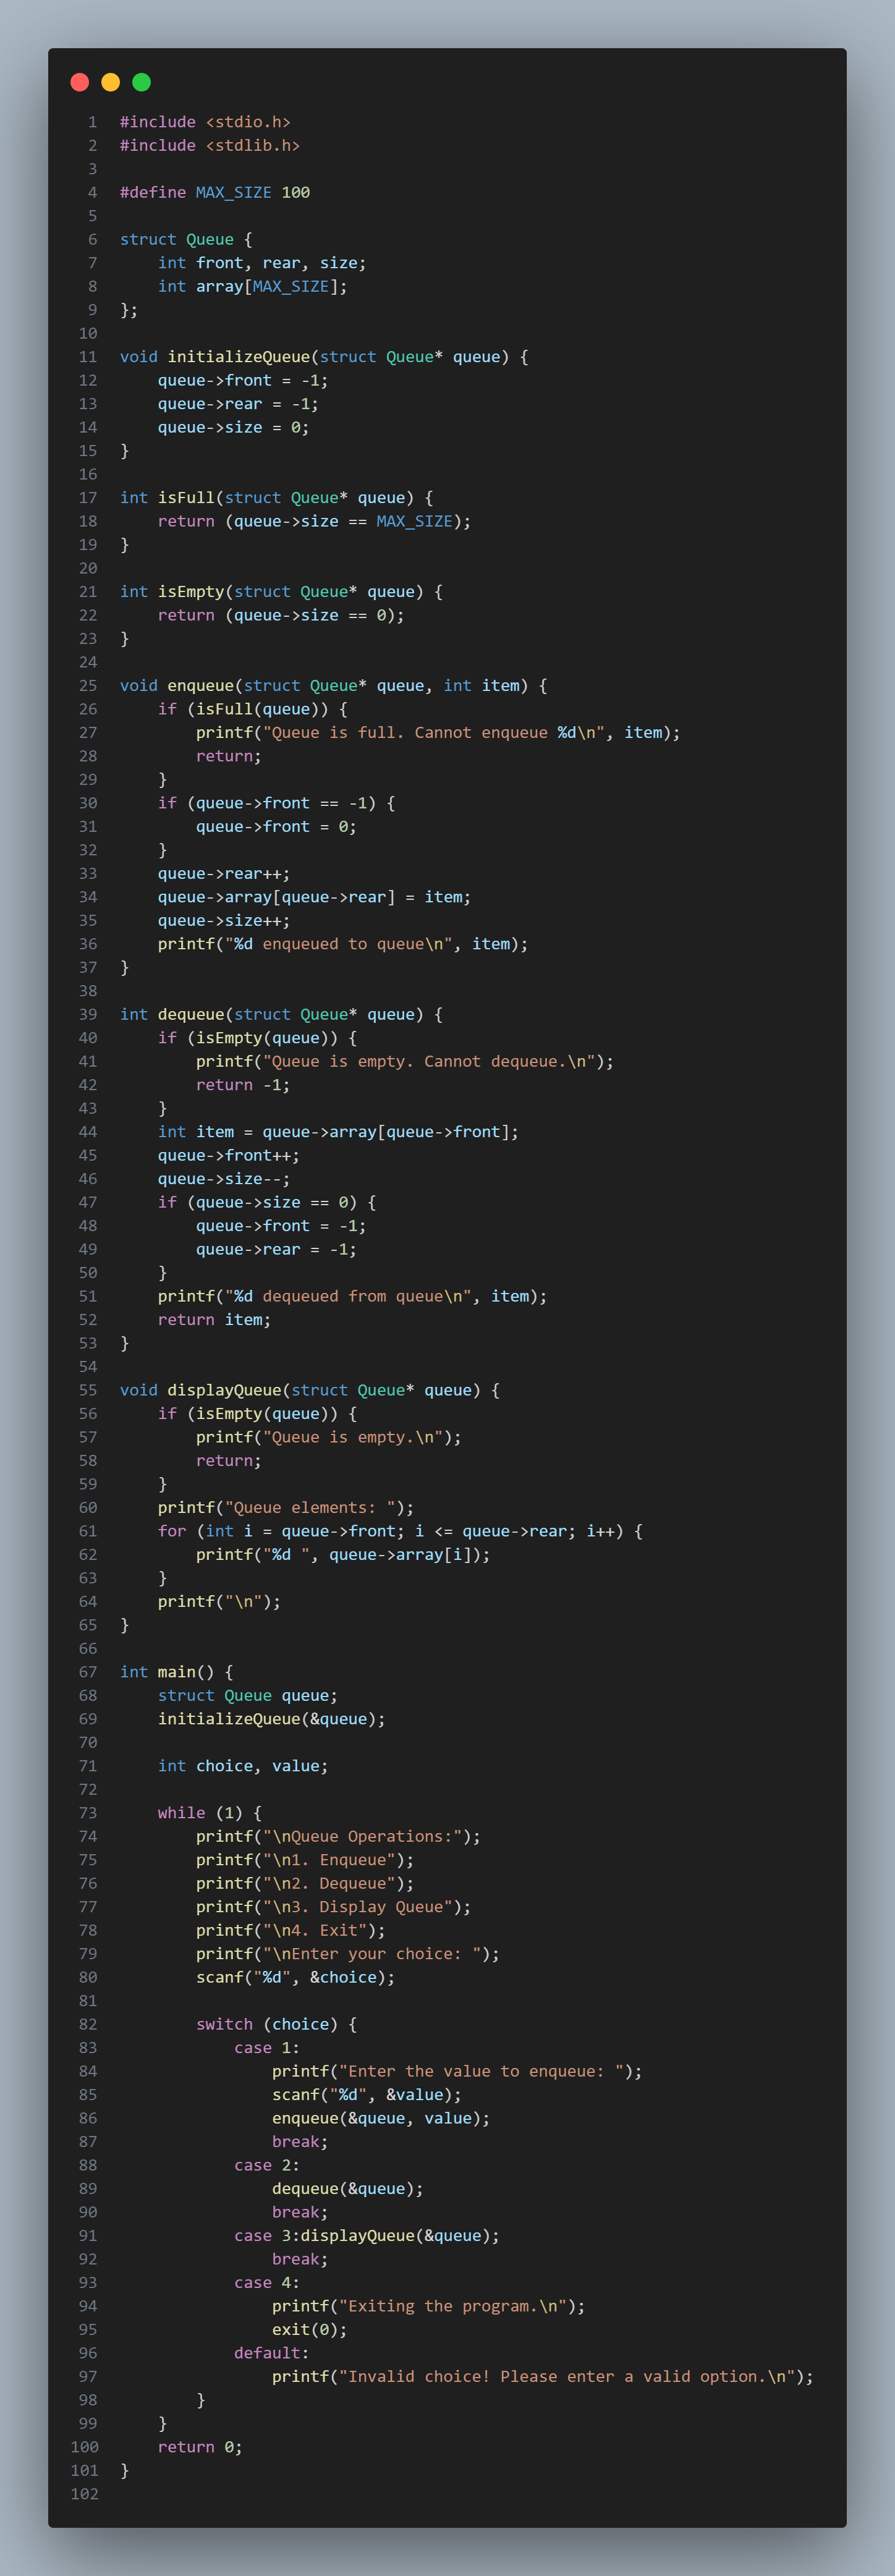 1 #include <stdio.h>
2 #include <stdlib.h>
3
4 #define MAX_SIZE 100
5
6 struct Queue {
7     int front, rear, size;
8     int array[MAX_SIZE];
9 };
10
11 void initializeQueue(struct Queue* queue) {
12     queue->front = -1;
13     queue->rear = -1;
14     queue->size = 0;
15 }
16
17 int isFull(struct Queue* queue) {
18     return (queue->size == MAX_SIZE);
19 }
20
21 int isEmpty(struct Queue* queue) {
22     return (queue->size == 0);
23 }
24
25 void enqueue(struct Queue* queue, int item) {
26     if (isFull(queue)) {
27         printf("Queue is full. Cannot enqueue %d\n", item);
28         return;
29     }
30     if (queue->front == -1) {
31         queue->front = 0;
32     }
33     queue->rear++;
34     queue->array[queue->rear] = item;
35     queue->size++;
36     printf("%d enqueued to queue\n", item);
37 }
38
39 int dequeue(struct Queue* queue) {
40     if (isEmpty(queue)) {
41         printf("Queue is empty. Cannot dequeue.\n");
42         return -1;
43     }
44     int item = queue->array[queue->front];
45     queue->front++;
46     queue->size--;
47     if (queue->size == 0) {
48         queue->front = -1;
49         queue->rear = -1;
50     }
51     printf("%d dequeued from queue\n", item);
52     return item;
53 }
54
55 void displayQueue(struct Queue* queue) {
56     if (isEmpty(queue)) {
57         printf("Queue is empty.\n");
58         return;
59     }
60     printf("Queue elements: ");
61     for (int i = queue->front; i <= queue->rear; i++) {
62         printf("%d ", queue->array[i]);
63     }
64     printf("\n");
65 }
66
67 int main() {
68     struct Queue queue;
69     initializeQueue(&queue);
70
71     int choice, value;
72
73     while (1) {
74         printf("\nQueue Operations:");
75         printf("\n1. Enqueue");
76         printf("\n2. Dequeue");
77         printf("\n3. Display Queue");
78         printf("\n4. Exit");
79         printf("\nEnter your choice: ");
80         scanf("%d", &choice);
81
82         switch (choice) {
83             case 1:
84                 printf("Enter the value to enqueue: ");
85                 scanf("%d", &value);
86                 enqueue(&queue, value);
87                 break;
88             case 2:
89                 dequeue(&queue);
90                 break;
91             case 3:displayQueue(&queue);
92                 break;
93             case 4:
94                 printf("Exiting the program.\n");
95                 exit(0);
96             default:
97                 printf("Invalid choice! Please enter a valid option.\n");
98         }
99     }
100     return 0;
101 }
102